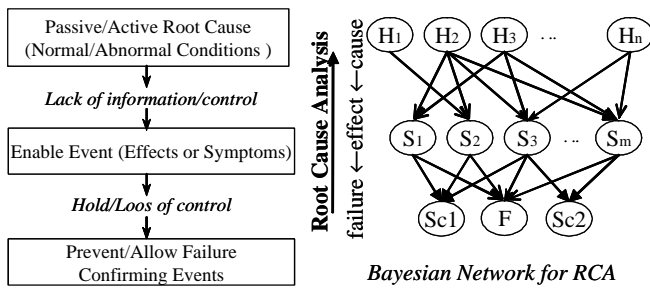 Passive/Active Root Cause
(Normal/Abnormal Conditions )
Lack of information/control
Enable Event (Effects or Symptoms)
Hold/Loos of control
Prevent/Allow Failure
Confirming Events
Root Cause Analysis
failure ←effect ←cause
H1 H2 H3 .. Hn
S1 S2 S3 .. Sm
Sc1 F Sc2
Bayesian Network for RCA